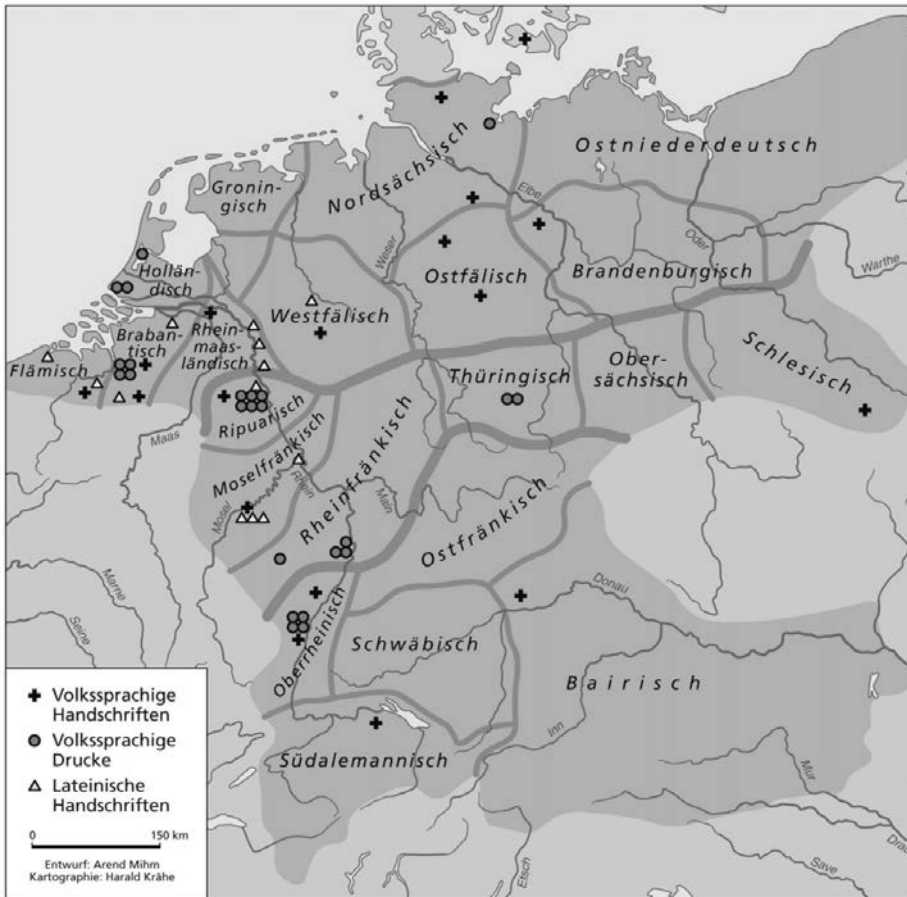 Ostniederdeutsch
Nordsächsisch
Gronin-
gisch
Elbe
Oder
Weser
Warthe
Hollän-
disch
Ostfälisch
Brandenburgisch
Westfälisch
Braban-
tisch
Rhein-
maas-
ländisch
Flämisch
Schlesisch
Thüringisch
Ober-
sächsisch
Ripuarisch
Maas
Moselfränkisch
Rhein
Main
Mosel
Rheinfränkisch
Ostfränkisch
Marne
Seine
Donau
Oberrheinisch
Schwäbisch
Bairisch
Inn
Südalemannisch
Mur
Etsch
Save
Drau
Volkssprachige
Handschriften
Volkssprachige
Drucke
Lateinische
Handschriften
0 150 km
Entwurf: Arend Mihm
Kartographie: Harald Krähe